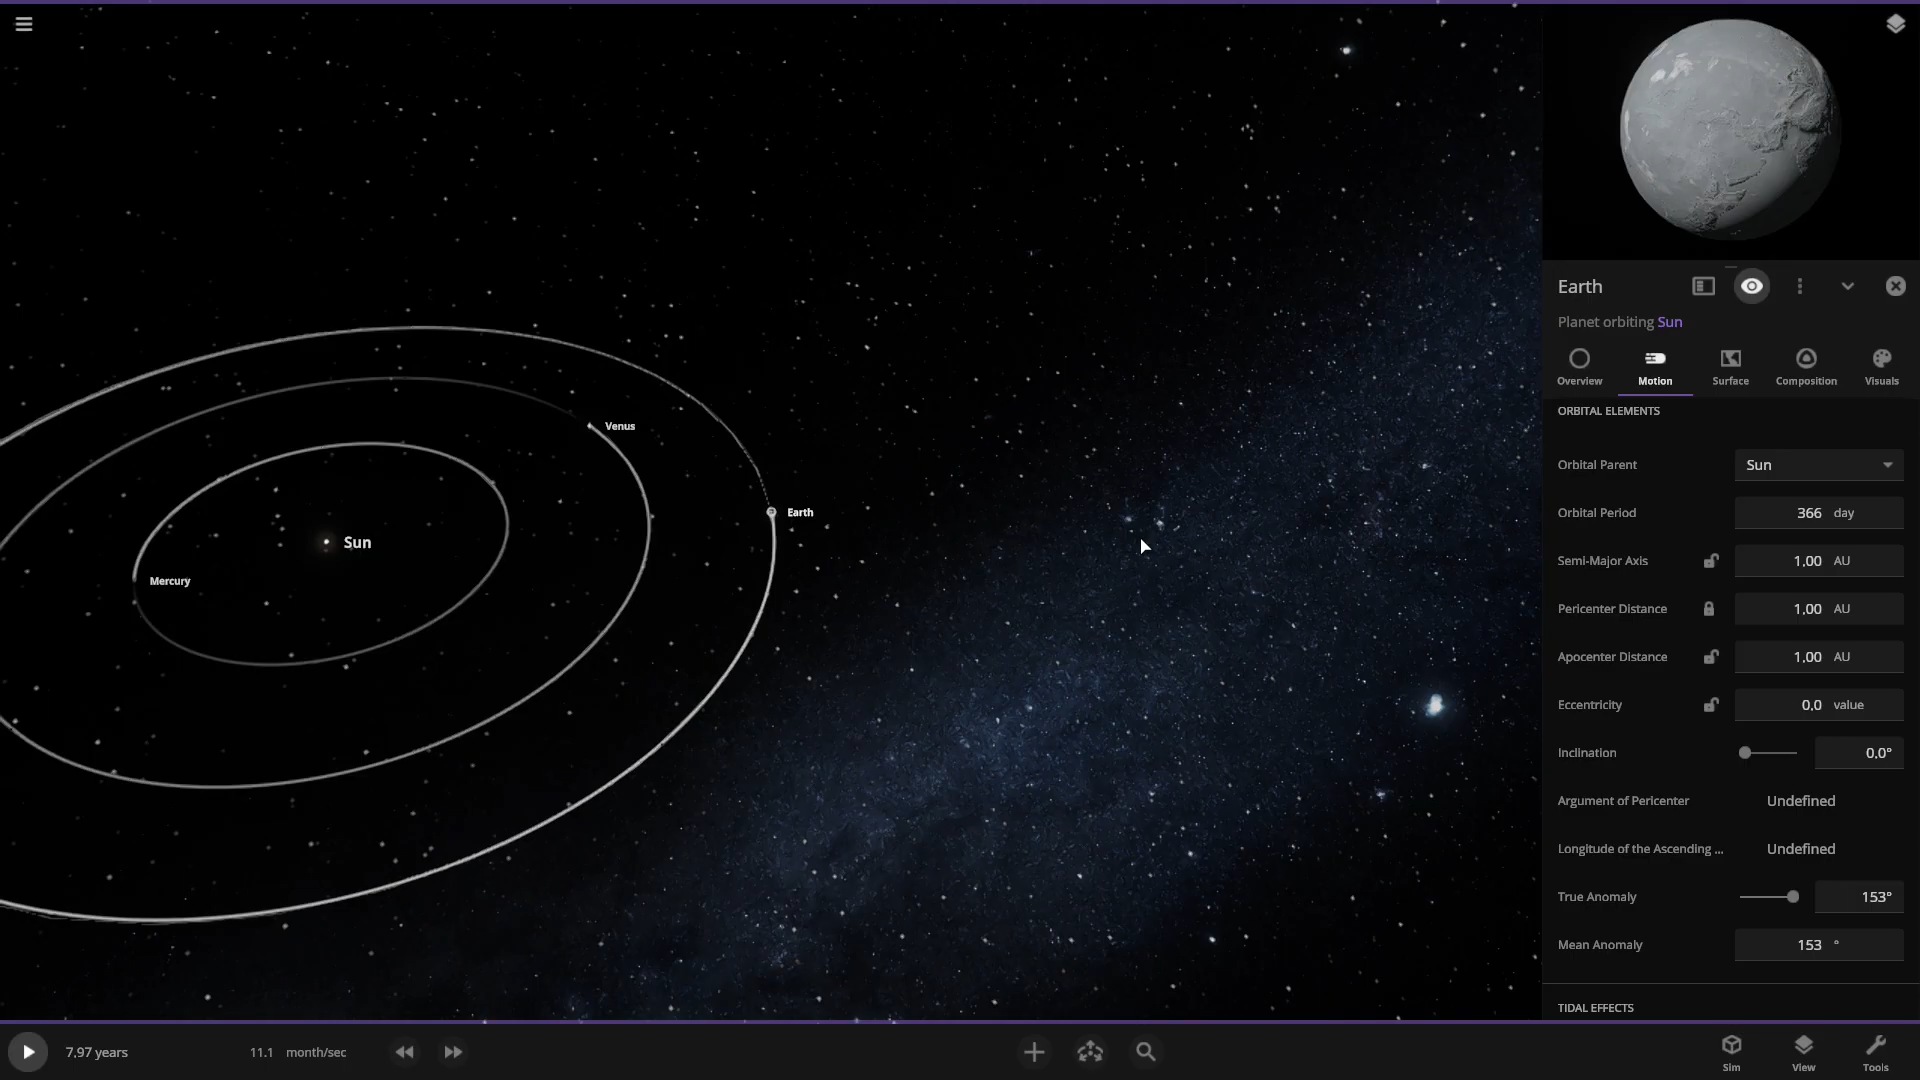 Venus
Earth
Sun
Mercury
Earth
Planet orbiting Sun
Overview Motion Surface Composition Visuals
ORBITAL ELEMENTS
Orbital Parent Sun
Orbital Period 366 day
Semi-Major Axis 1.00 AU
Pericenter Distance 1.00 AU
Apocenter Distance 1.00 AU
Eccentricity 0.0 value
Inclination 0.0°
Argument of Pericenter Undefined
Longitude of the Ascending ... Undefined
True Anomaly 153°
Mean Anomaly 153 °
TIDAL EFFECTS
7.97 years 11.1 month/sec
Sim View Tools